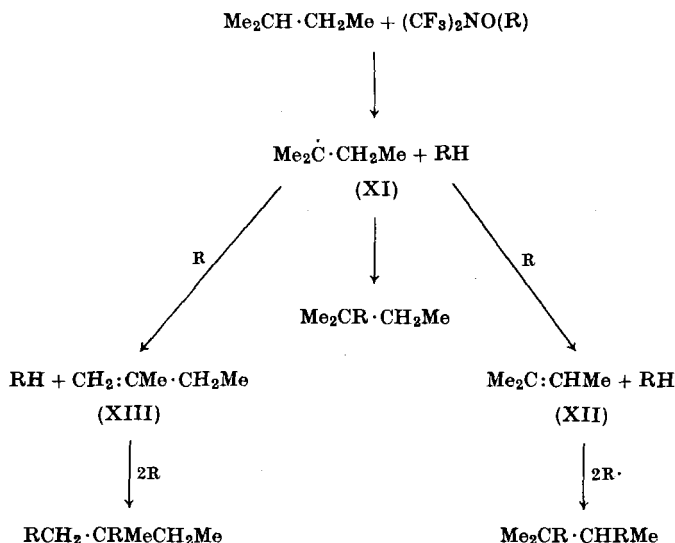 Me₂CH·CH₂Me + (CF₃)₂NO(R)
Me₂Ċ·CH₂Me + RH
(XI)
R
R
Me₂CR·CH₂Me
RH + CH₂:CMe·CH₂Me
Me₂C:CHMe + RH
(XIII)
(XII)
2R
2R·
RCH₂·CRMeCH₂Me
Me₂CR·CHRMe